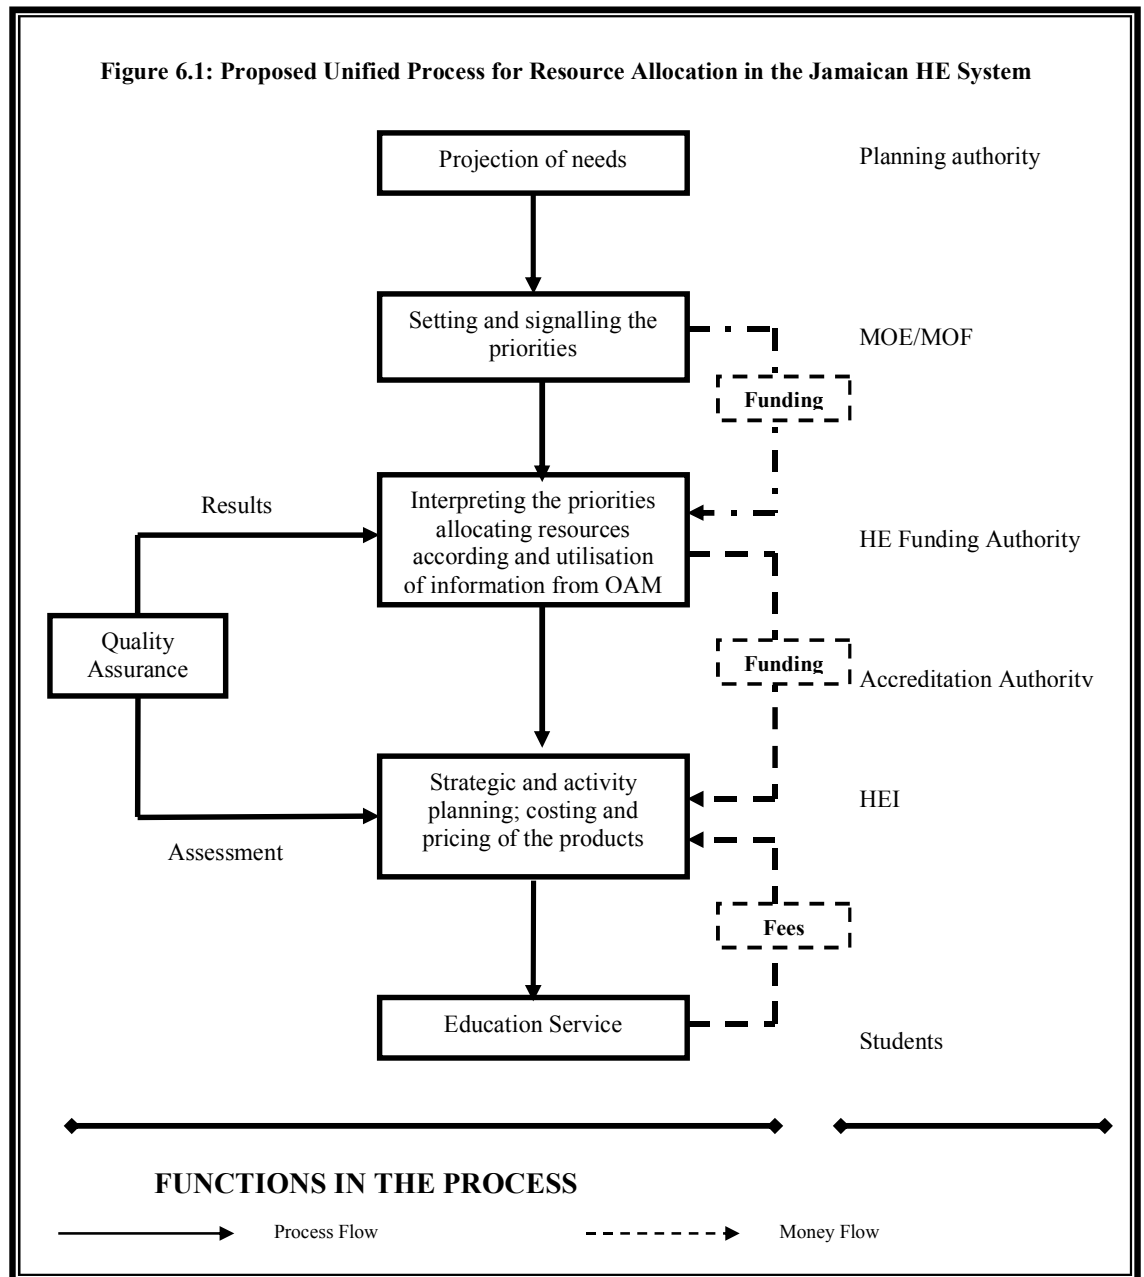 Figure 6.1: Proposed Unified Process for Resource Allocation in the Jamaican HE System
Projection of needs
Planning authority
Setting and signalling the
priorities
MOE/MOF
Funding
Results
Interpreting the priorities
allocating resources
according and utilisation
of information from OAM
HE Funding Authority
Quality
Assurance
Funding
Accreditation Authority
Strategic and activity
planning; costing and
pricing of the products
HEI
Assessment
Fees
Education Service
Students
FUNCTIONS IN THE PROCESS
Process Flow
Money Flow